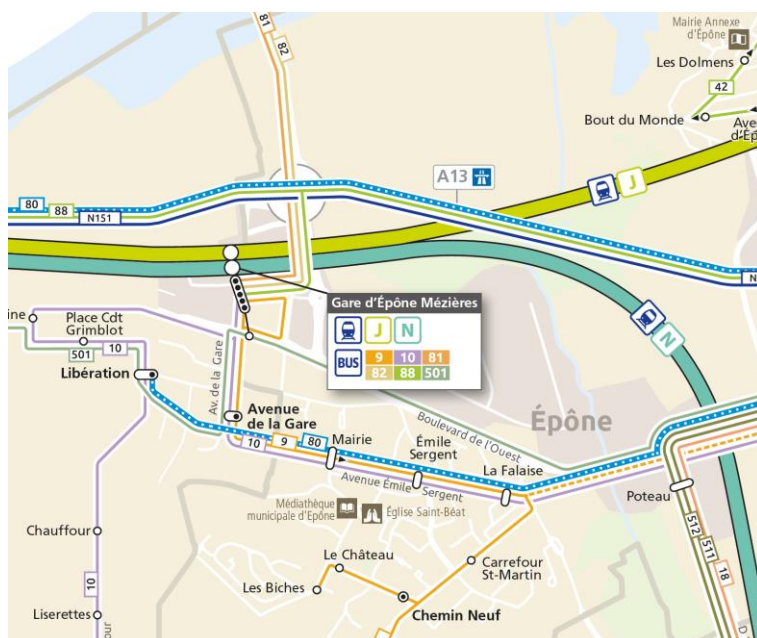 81
82
Mairie Annexe
d'Épône
Les Dolmens
42
Bout du Monde
Ave
d'Ép
A13
J
80
88
N151
N
Gare d'Épône Mézières
J
N
BUS
9
10
81
82
88
501
N
ine
Place Cdt
Grimblot
501
10
Libération
Av. de la Gare
Avenue
de la Gare
10
9
80
Mairie
Émile
Sergent
Boulevard de l'Ouest
Épône
La Falaise
Avenue Émile Sergent
Poteau
Médiathèque
municipale d'Epône
Église Saint-Béat
Chauffour
512
511
18
Le Château
Carrefour
St-Martin
Les Biches
10
Chemin Neuf
Liserettes
our
D